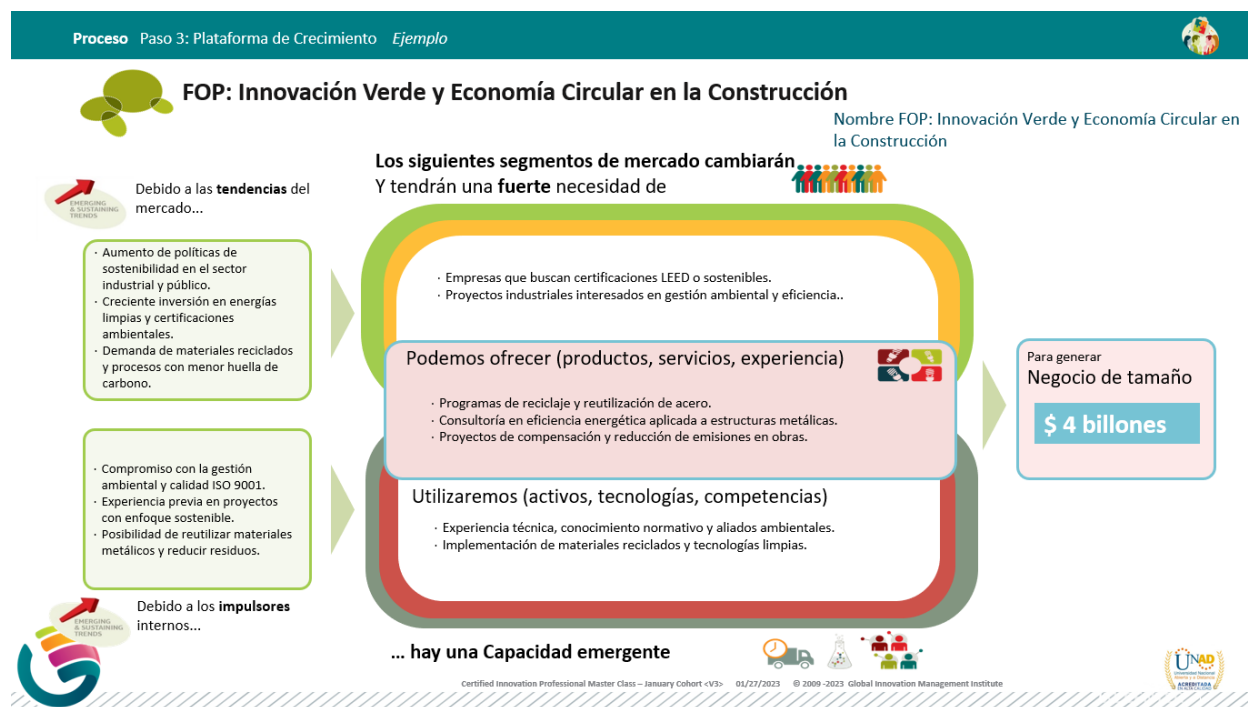 Proceso Paso 3: Plataforma de Crecimiento Ejemplo
FOP: Innovación Verde y Economía Circular en la Construcción
Nombre FOP: Innovación Verde y Economía Circular en
la Construcción
Los siguientes segmentos de mercado cambiarán
Y tendrán una fuerte necesidad de
EMERGING
& SUSTAINING
TRENDS
Debido a las tendencias del
mercado...
· Aumento de políticas de
sostenibilidad en el sector
industrial y público.
· Creciente inversión en energías
limpias y certificaciones
ambientales.
· Demanda de materiales reciclados
y procesos con menor huella de
carbono.
· Empresas que buscan certificaciones LEED o sostenibles.
· Proyectos industriales interesados en gestión ambiental y eficiencia..
Podemos ofrecer (productos, servicios, experiencia)
· Programas de reciclaje y reutilización de acero.
· Consultoría en eficiencia energética aplicada a estructuras metálicas.
· Proyectos de compensación y reducción de emisiones en obras.
Para generar
Negocio de tamaño
$ 4 billones
· Compromiso con la gestión
ambiental y calidad ISO 9001.
· Experiencia previa en proyectos
con enfoque sostenible.
· Posibilidad de reutilizar materiales
metálicos y reducir residuos.
Utilizaremos (activos, tecnologías, competencias)
· Experiencia técnica, conocimiento normativo y aliados ambientales.
· Implementación de materiales reciclados y tecnologías limpias.
EMERGING
& SUSTAINING
TRENDS
Debido a los impulsores
internos...
... hay una Capacidad emergente
Certified Innovation Professional Master Class – January Cohort <V3> 01/27/2023 © 2009 -2023 Global Innovation Management Institute
UNAD
Universidad Nacional
Abierta y a Distancia
ACREDITADA
EN ALTA CALIDAD